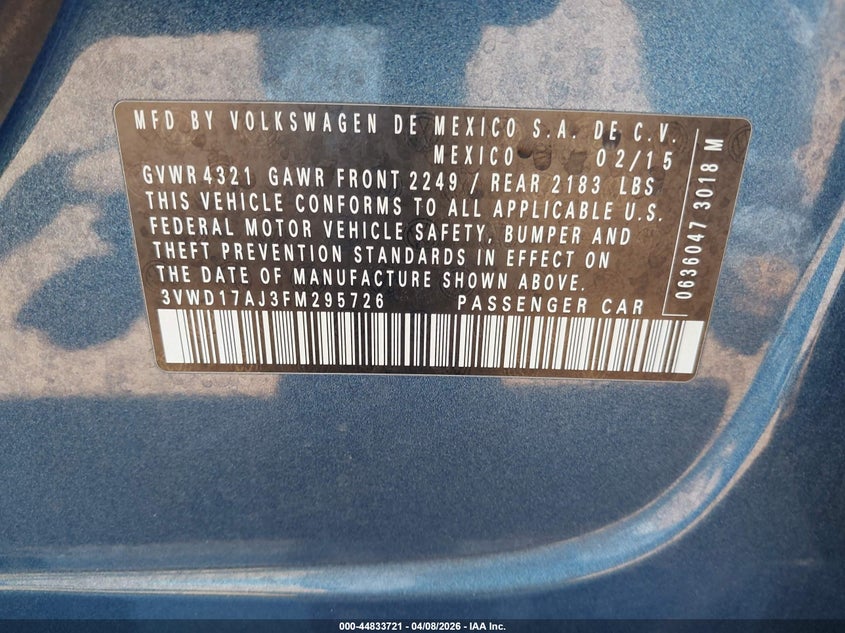 MFD BY VOLKSWAGEN DE MEXICO S.A. DE C.V.
MEXICO 02/15
GVWR 4321 GAWR FRONT 2249 / REAR 2183 LBS
THIS VEHICLE CONFORMS TO ALL APPLICABLE U.S.
FEDERAL MOTOR VEHICLE SAFETY, BUMPER AND
THEFT PREVENTION STANDARDS IN EFFECT ON
THE DATE OF MANUFACTURE SHOWN ABOVE.
3VWD17AJ3FM295726 PASSENGER CAR
0636047 3018 M
000-44833721 | 04/08/2026 | IAA Inc.